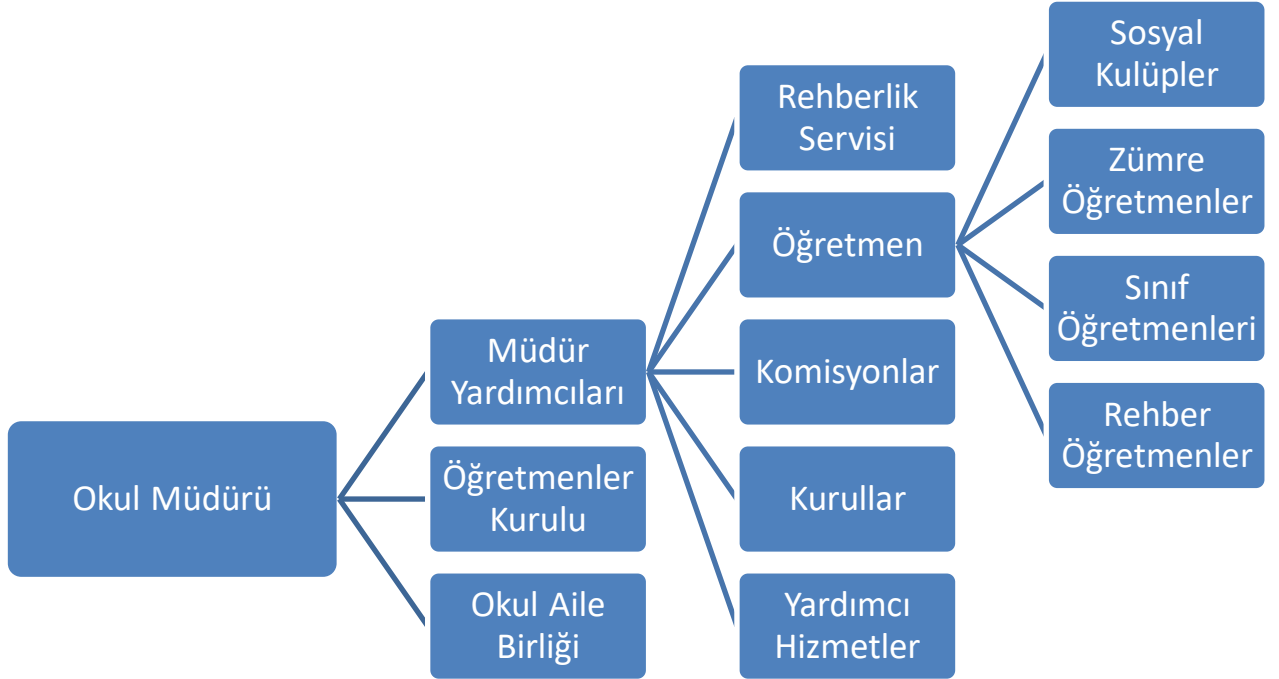 Okul Müdürü
Müdür
Yardımcıları
Öğretmenler
Kurulu
Okul Aile
Birliği
Rehberlik
Servisi
Öğretmen
Komisyonlar
Kurullar
Yardımcı
Hizmetler
Sosyal
Kulüpler
Zümre
Öğretmenler
Sınıf
Öğretmenleri
Rehber
Öğretmenler